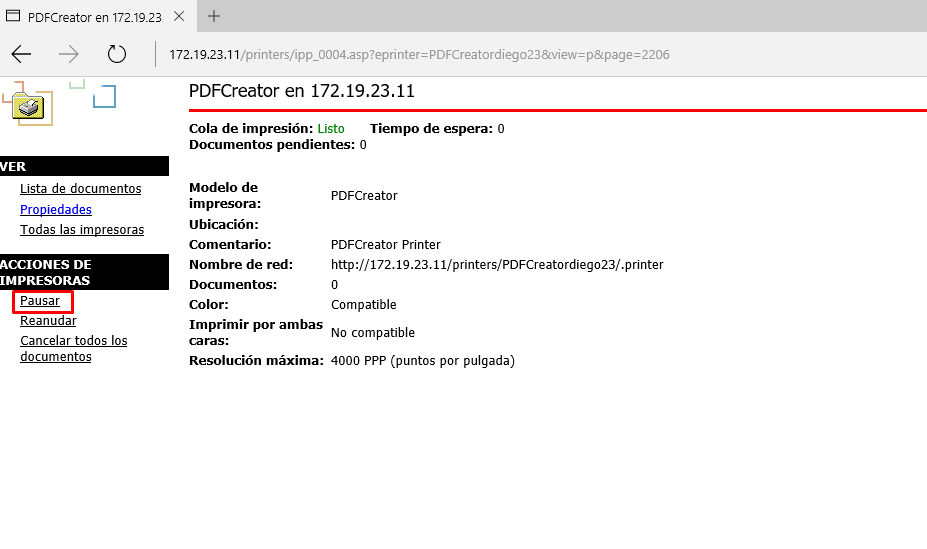 PDFCreator en 172.19.23.
172.19.23.11/printers/ipp_0004.asp?eprinter=PDFCreatordiego23&view=p&page=2206
PDFCreator en 172.19.23.11
Cola de impresión: Listo Tiempo de espera: 0
Documentos pendientes: 0
VER
Lista de documentos
Propiedades
Todas las impresoras
ACCIONES DE
IMPRESORAS
Pausar
Reanudar
Cancelar todos los
documentos
Modelo de
impresora: PDFCreator
Ubicación:
Comentario: PDFCreator Printer
Nombre de red: http://172.19.23.11/printers/PDFCreatordiego23/.printer
Documentos: 0
Color: Compatible
Imprimir por ambas
caras: No compatible
Resolución máxima: 4000 PPP (puntos por pulgada)